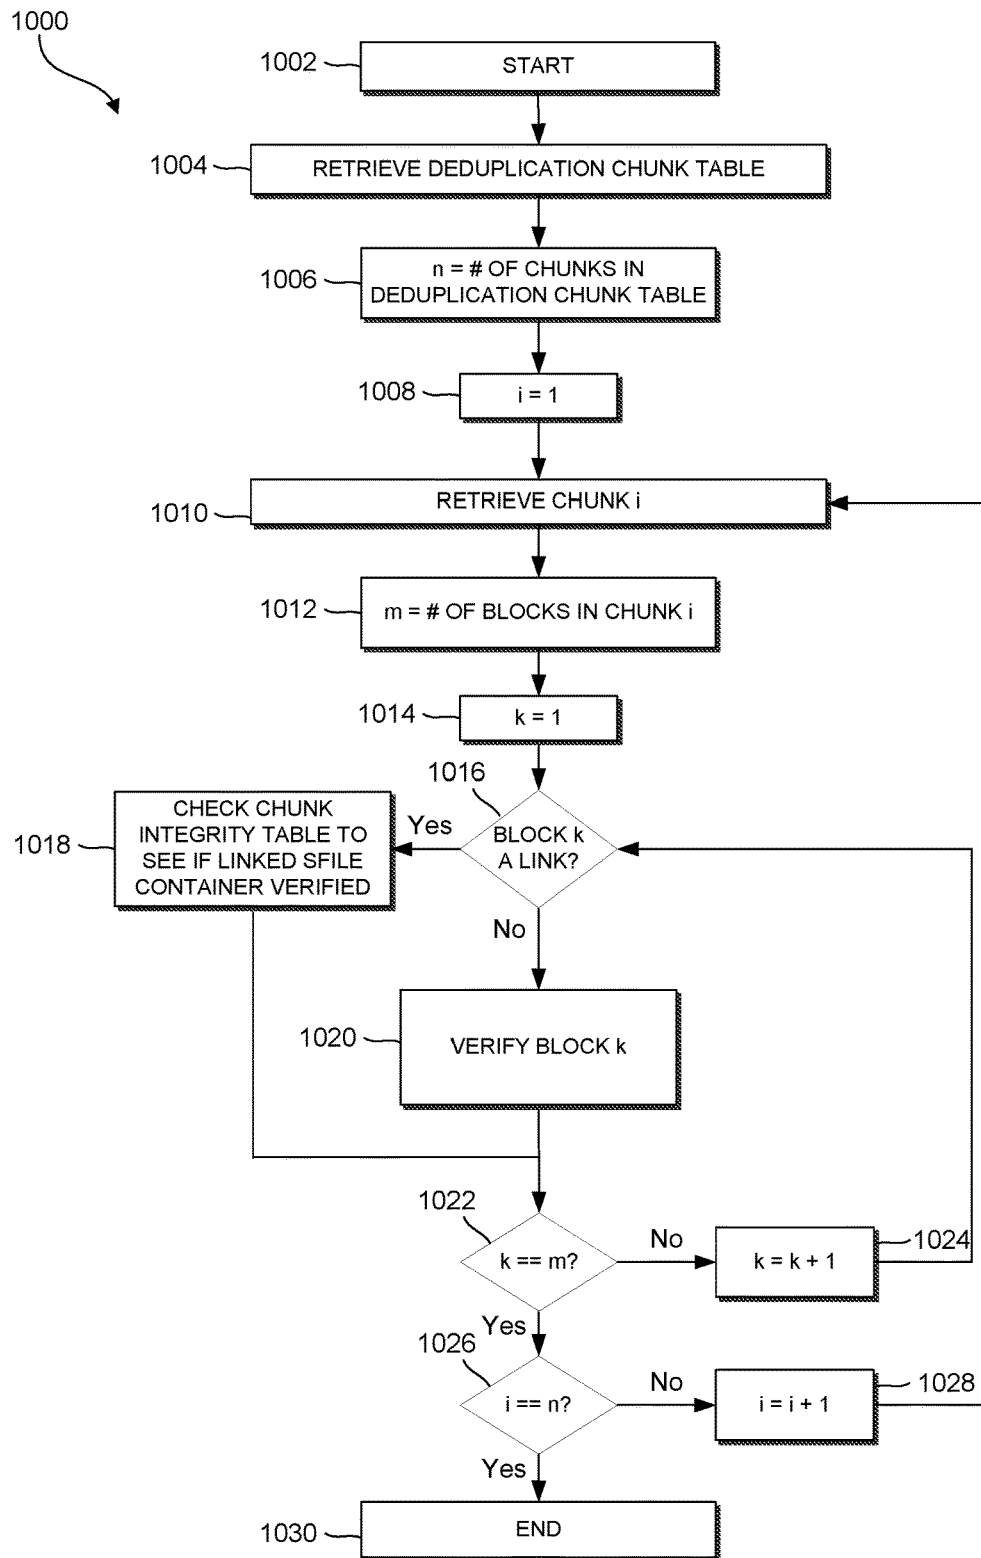 1000
1002
START
1004
RETRIEVE DEDUPLICATION CHUNK TABLE
1006
n = # OF CHUNKS IN
DEDUPLICATION CHUNK TABLE
1008
i = 1
1010
RETRIEVE CHUNK i
1012
m = # OF BLOCKS IN CHUNK i
1014
k = 1
1016
BLOCK k
A LINK?
Yes
No
1018
CHECK CHUNK
INTEGRITY TABLE TO
SEE IF LINKED SFILE
CONTAINER VERIFIED
1020
VERIFY BLOCK k
1022
k == m?
No
1024
k = k + 1
Yes
1026
i == n?
No
1028
i = i + 1
Yes
1030
END